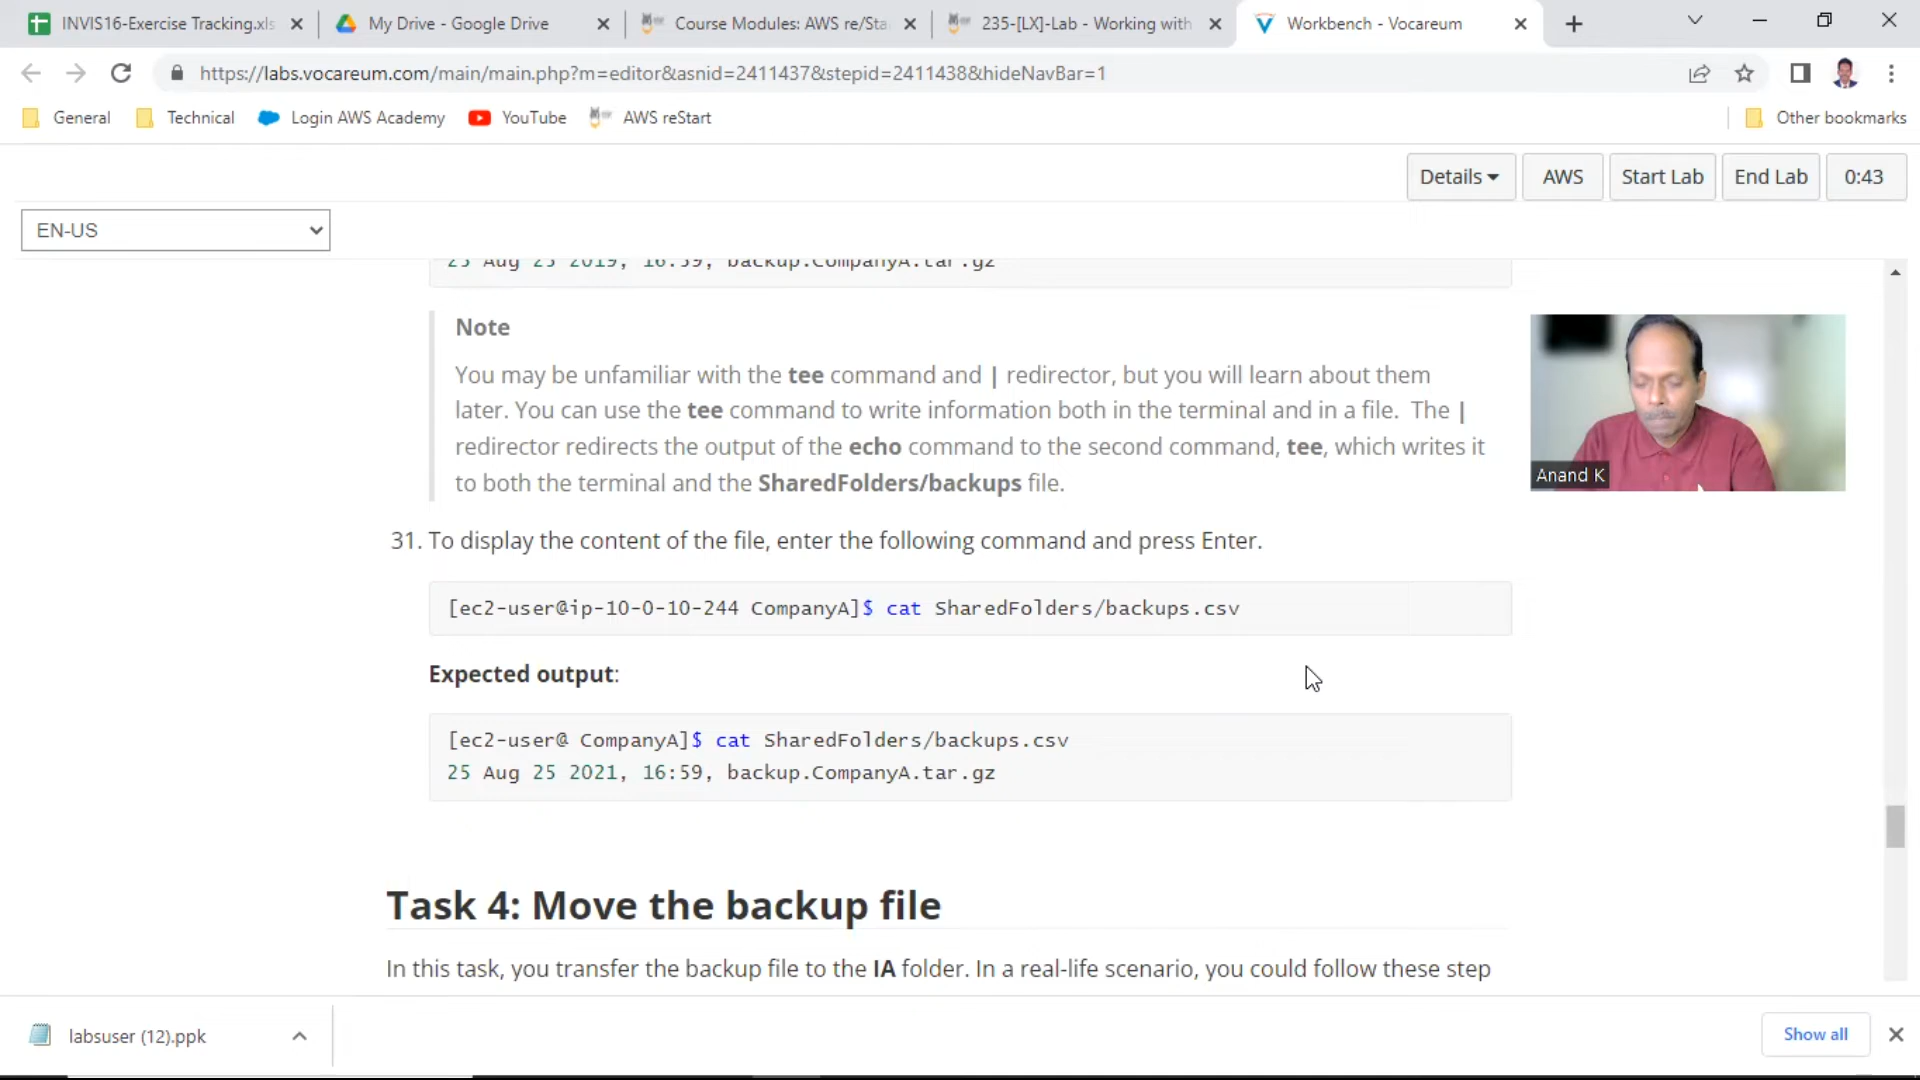 INVIS16-Exercise Tracking.xls
My Drive - Google Drive
Course Modules: AWS re/Sta
235-[LX]-Lab - Working with
Workbench - Vocareum
https://labs.vocareum.com/main/main.php?m=editor&asnid=2411437&stepid=2411438&hideNavBar=1
General
Technical
Login AWS Academy
YouTube
AWS reStart
Other bookmarks
Details
AWS
Start Lab
End Lab
0:43
EN-US
25 Aug 25 2019, 16:59, backup.CompanyA.tar.gz
Note
You may be unfamiliar with the tee command and | redirector, but you will learn about them
later. You can use the tee command to write information both in the terminal and in a file. The |
redirector redirects the output of the echo command to the second command, tee, which writes it
to both the terminal and the SharedFolders/backups file.
Anand K
31. To display the content of the file, enter the following command and press Enter.
[ec2-user@ip-10-0-10-244 CompanyA]$ cat SharedFolders/backups.csv
Expected output:
[ec2-user@ CompanyA]$ cat SharedFolders/backups.csv
25 Aug 25 2021, 16:59, backup.CompanyA.tar.gz
Task 4: Move the backup file
In this task, you transfer the backup file to the IA folder. In a real-life scenario, you could follow these step
labsuser (12).ppk
Show all